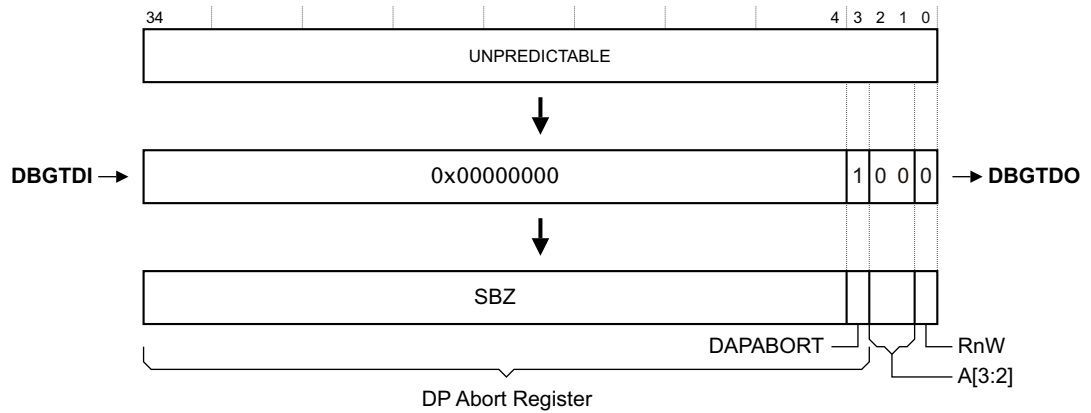 34 4 3 2 1 0
UNPREDICTABLE
DBGTDI 0x00000000 1 0 0 0 DBGTDO
SBZ
DAPABORT RnW
A[3:2]
DP Abort Register